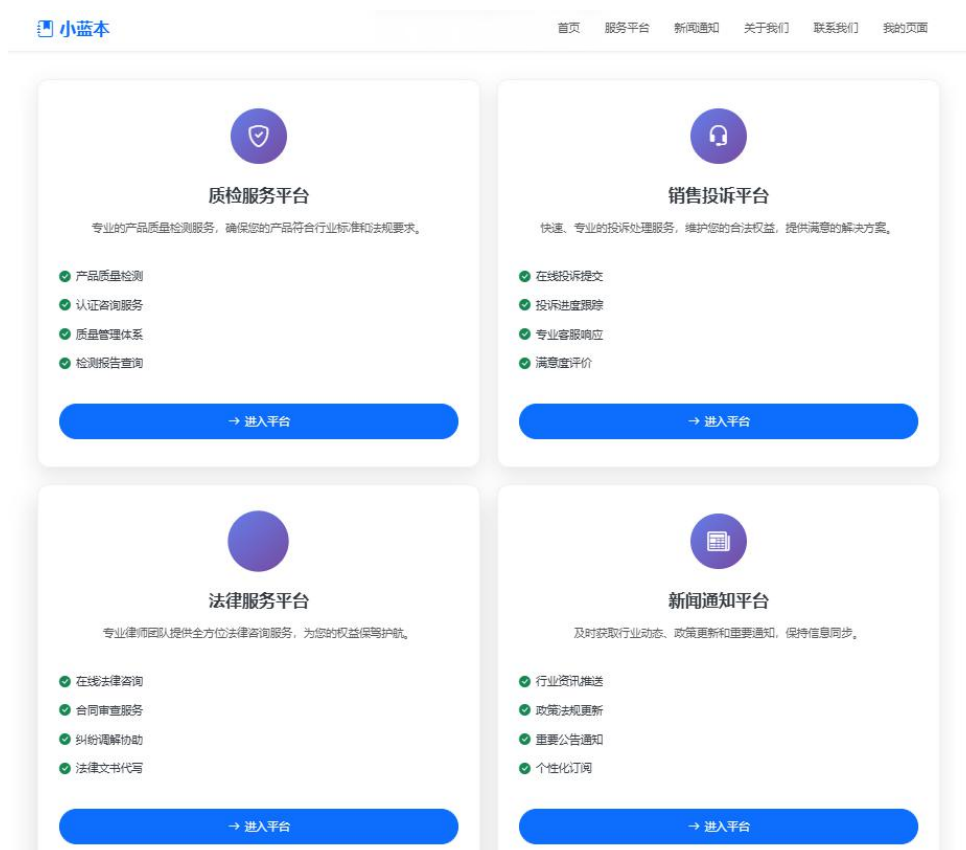 小蓝本
首页 服务平台 新闻通知 关于我们 联系我们 我的页面
质检服务平台
专业的产品质量检测服务，确保您的产品符合行业标准和法规要求。
产品质量检测
认证咨询服务
质量管理体系
检测报告查询
→ 进入平台
销售投诉平台
快速、专业的投诉处理服务，维护您的合法权益，提供满意的解决方案。
在线投诉提交
投诉进度跟踪
专业客服响应
满意度评价
→ 进入平台
法律服务平台
专业律师团队提供全方位法律咨询服务，为您的权益保驾护航。
在线法律咨询
合同审查服务
纠纷调解协助
法律文书代写
→ 进入平台
新闻通知平台
及时获取行业动态、政策更新和重要通知，保持信息同步。
行业资讯推送
政策法规更新
重要公告通知
个性化订阅
→ 进入平台